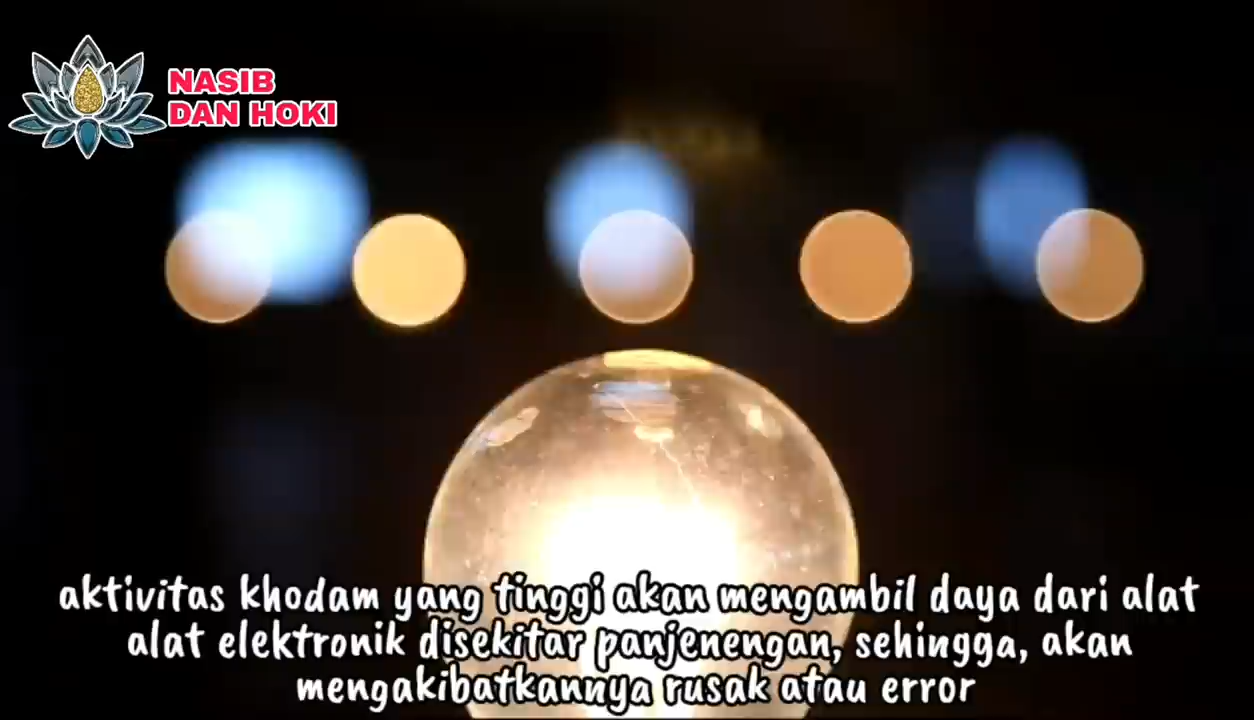 NASIB
DAN HOKI
aktivitas khodam yang tinggi akan mengambil daya dari alat
alat elektronik disekitar panjenengan, sehingga, akan
mengakibatkannya rusak atau error